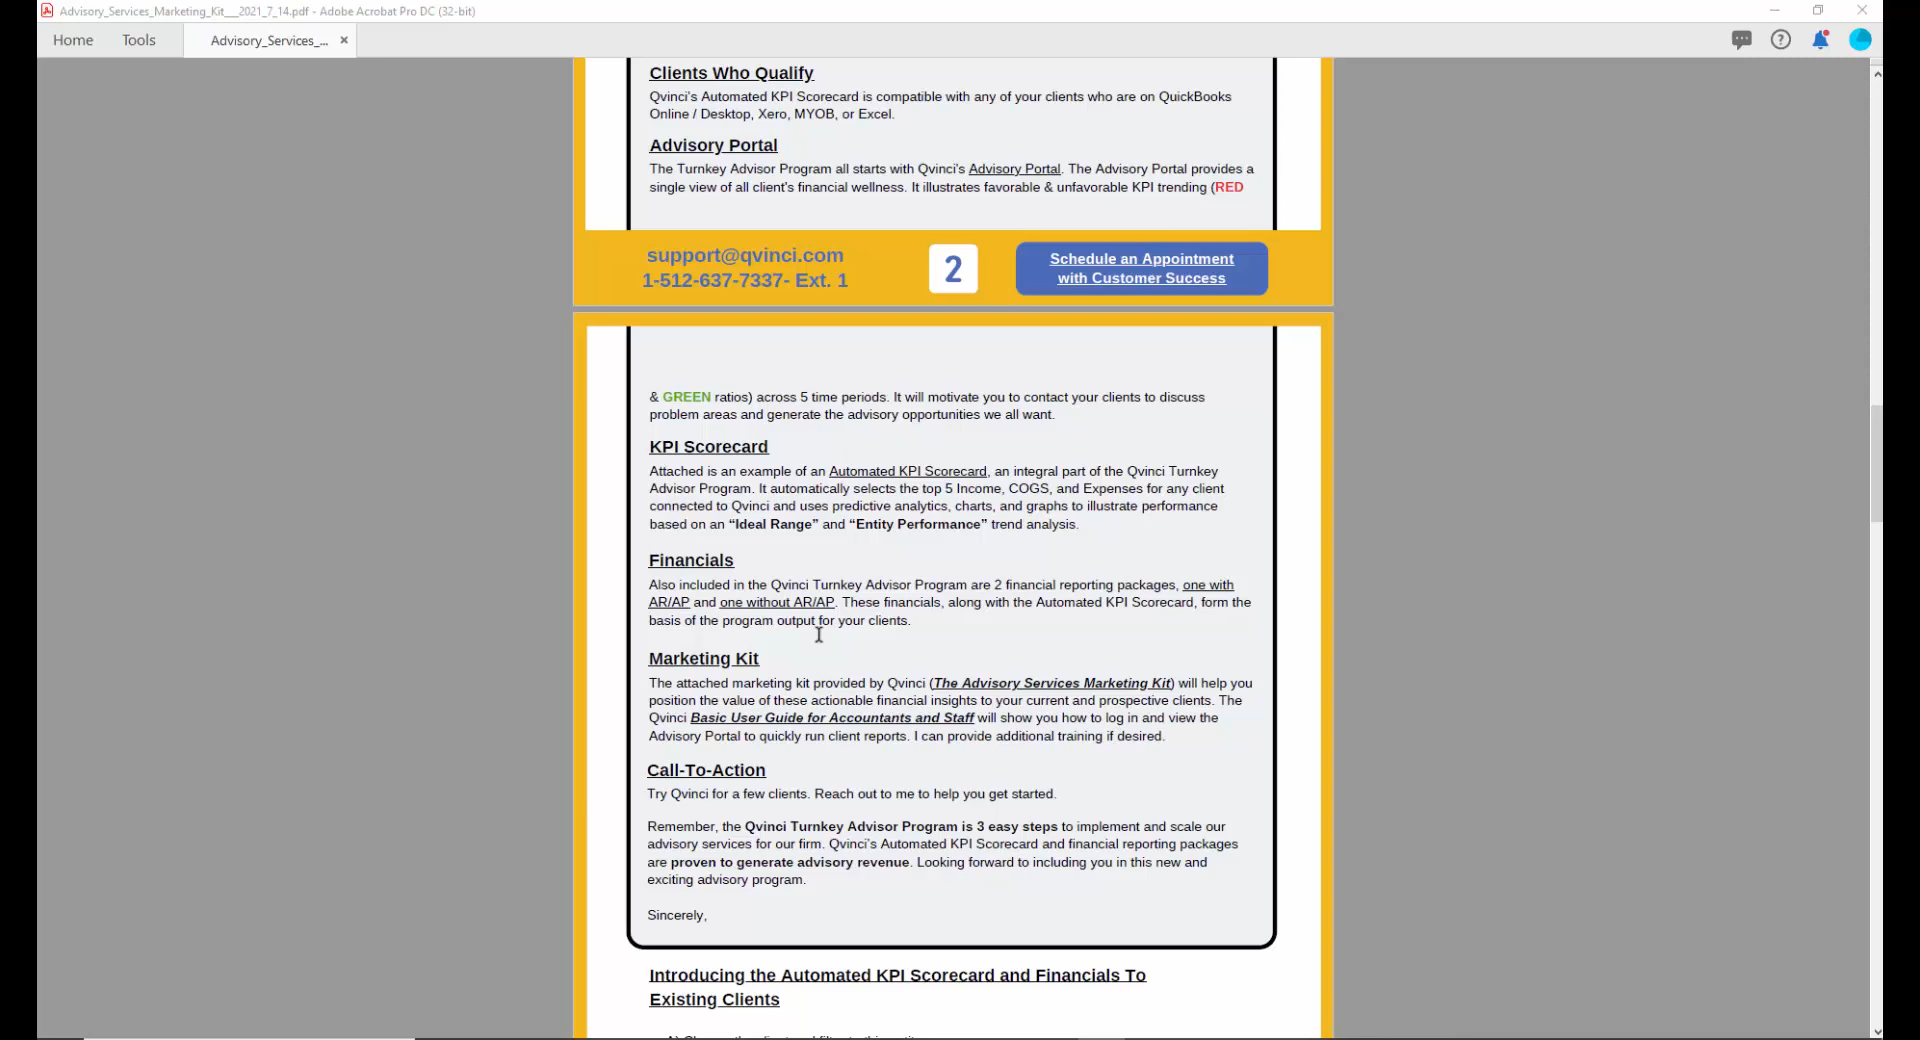 Advisory_Services_Marketing_Kit__2021_7_14.pdf - Adobe Acrobat Pro DC (32-bit)
Home Tools Advisory_Services_... ×
Clients Who Qualify
Qvinci's Automated KPI Scorecard is compatible with any of your clients who are on QuickBooks
Online / Desktop, Xero, MYOB, or Excel.
Advisory Portal
The Turnkey Advisor Program all starts with Qvinci's Advisory Portal. The Advisory Portal provides a
single view of all client's financial wellness. It illustrates favorable & unfavorable KPI trending (RED
support@qvinci.com
1-512-637-7337- Ext. 1
2
Schedule an Appointment
with Customer Success
& GREEN ratios) across 5 time periods. It will motivate you to contact your clients to discuss
problem areas and generate the advisory opportunities we all want.
KPI Scorecard
Attached is an example of an Automated KPI Scorecard, an integral part of the Qvinci Turnkey
Advisor Program. It automatically selects the top 5 Income, COGS, and Expenses for any client
connected to Qvinci and uses predictive analytics, charts, and graphs to illustrate performance
based on an “Ideal Range” and “Entity Performance” trend analysis.
Financials
Also included in the Qvinci Turnkey Advisor Program are 2 financial reporting packages, one with
AR/AP and one without AR/AP. These financials, along with the Automated KPI Scorecard, form the
basis of the program output for your clients.
Marketing Kit
The attached marketing kit provided by Qvinci (The Advisory Services Marketing Kit) will help you
position the value of these actionable financial insights to your current and prospective clients. The
Qvinci Basic User Guide for Accountants and Staff will show you how to log in and view the
Advisory Portal to quickly run client reports. I can provide additional training if desired.
Call-To-Action
Try Qvinci for a few clients. Reach out to me to help you get started.
Remember, the Qvinci Turnkey Advisor Program is 3 easy steps to implement and scale our
advisory services for our firm. Qvinci's Automated KPI Scorecard and financial reporting packages
are proven to generate advisory revenue. Looking forward to including you in this new and
exciting advisory program.
Sincerely,
Introducing the Automated KPI Scorecard and Financials To
Existing Clients